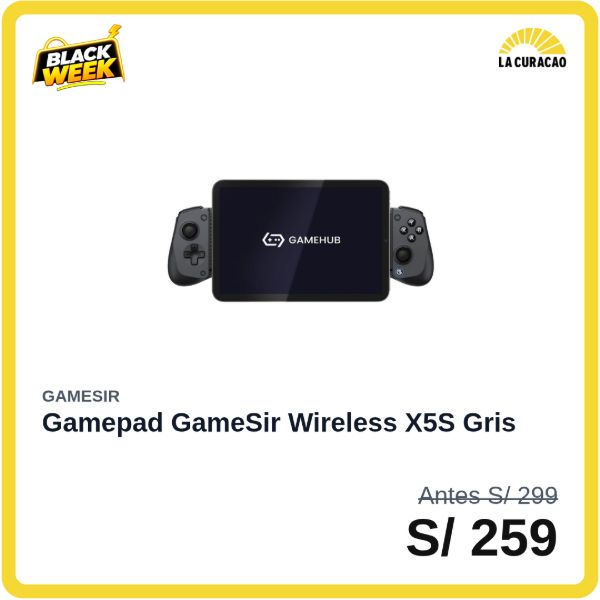 BLACK
WEEK
LA CURACAO
GAMEHUB
GAMESIR
Gamepad GameSir Wireless X5S Gris
Antes S/ 299
S/ 259